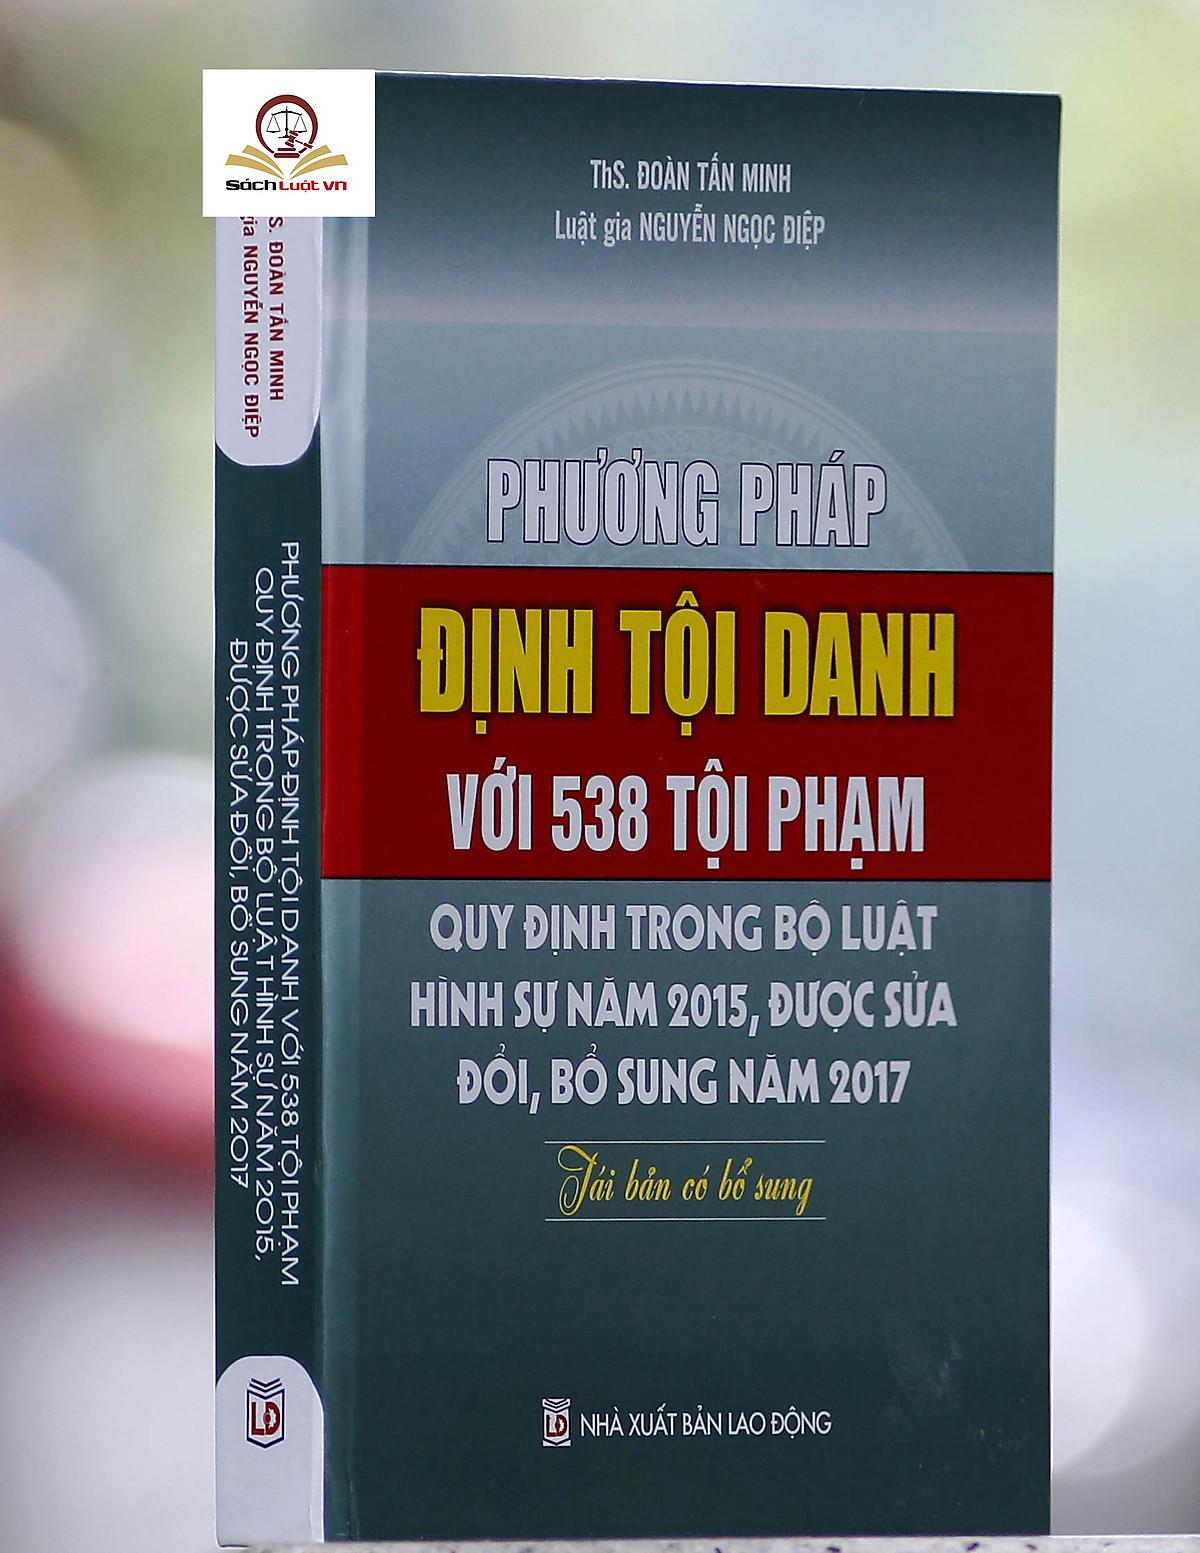 Sách Luật vn
ThS. ĐOÀN TẤN MINH
Luật gia NGUYỄN NGỌC ĐIỆP
PHƯƠNG PHÁP
ĐỊNH TỘI DANH
VỚI 538 TỘI PHẠM
QUY ĐỊNH TRONG BỘ LUẬT
HÌNH SỰ NĂM 2015, ĐƯỢC SỬA
ĐỔI, BỔ SUNG NĂM 2017
Tái bản có bổ sung
LĐ NHÀ XUẤT BẢN LAO ĐỘNG
S. ĐOÀN TẤN MINH
gia NGUYỄN NGỌC ĐIỆP
PHƯƠNG PHÁP ĐỊNH TỘI DANH VỚI 538 TỘI PHẠM
QUY ĐỊNH TRONG BỘ LUẬT HÌNH SỰ NĂM 2015,
ĐƯỢC SỬA ĐỔI, BỔ SUNG NĂM 2017
LĐ